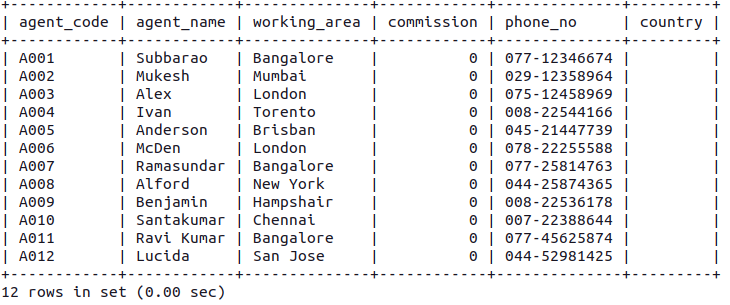 +------------+------------+--------------+------------+--------------+---------+
| agent_code | agent_name | working_area | commission | phone_no     | country |
+------------+------------+--------------+------------+--------------+---------+
| A001       | Subbarao   | Bangalore    |          0 | 077-12346674 |         |
| A002       | Mukesh     | Mumbai       |          0 | 029-12358964 |         |
| A003       | Alex       | London       |          0 | 075-12458969 |         |
| A004       | Ivan       | Torento      |          0 | 008-22544166 |         |
| A005       | Anderson   | Brisban      |          0 | 045-21447739 |         |
| A006       | McDen      | London       |          0 | 078-22255588 |         |
| A007       | Ramasundar | Bangalore    |          0 | 077-25814763 |         |
| A008       | Alford     | New York     |          0 | 044-25874365 |         |
| A009       | Benjamin   | Hampshair    |          0 | 008-22536178 |         |
| A010       | Santakumar | Chennai      |          0 | 007-22388644 |         |
| A011       | Ravi Kumar | Bangalore    |          0 | 077-45625874 |         |
| A012       | Lucida     | San Jose     |          0 | 044-52981425 |         |
+------------+------------+--------------+------------+--------------+---------+
12 rows in set (0.00 sec)